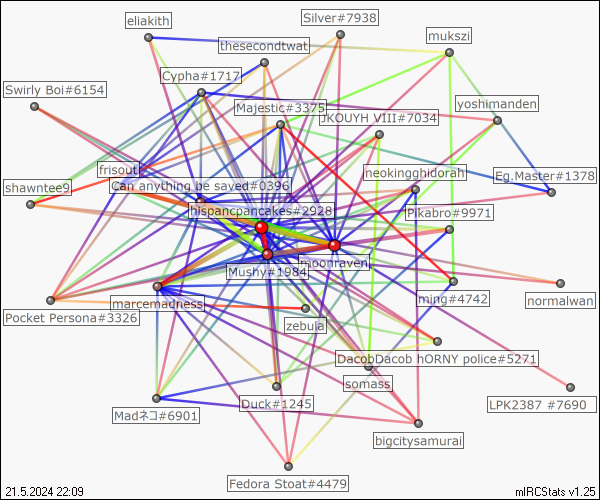 Silver#7938
eliakith
mukszi
thesecondtwat
Cypha#1717
Swirly Boi#6154
Majestic#3375
yoshimanden
JKOUYH VIII#7034
frisout
neokingghidorah
Eg.Master#1378
shawntee9
Can anything be saved#0396
hispancpancakes#2928
Pikabro#9971
moonraven
Mushy#1984
marcemadness
ming#4742
normalwan
Pocket Persona#3326
zebula
DacobDacob hORNY police#5271
somass
LPK2387 #7690
Madネコ#6901
Duck#1245
bigcitysamurai
Fedora Stoat#4479
21.5.2024 22:09
mIRCStats v1.25